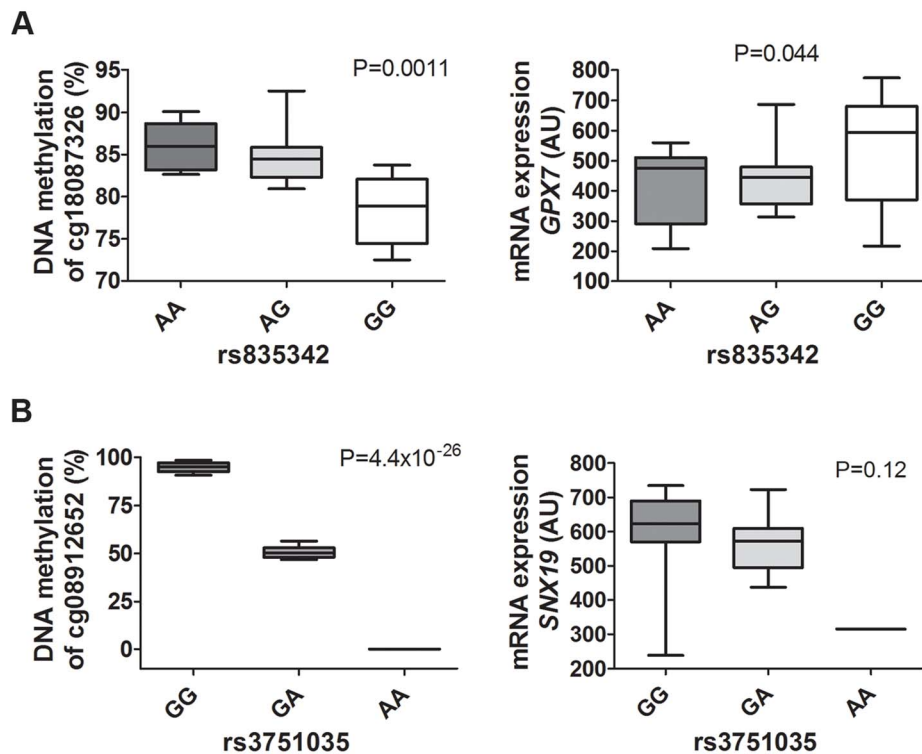 A
DNA methylation
of cg18087326 (%)
95
90
85
80
75
70
P=0.0011
AA
AG
GG
rs835342
mRNA expression
GPX7 (AU)
800
700
600
500
400
300
200
100
P=0.044
AA
AG
GG
rs835342
B
DNA methylation
of cg08912652 (%)
100
75
50
25
0
P=4.4x10-26
GG
GA
AA
rs3751035
mRNA expression
SNX19 (AU)
800
700
600
500
400
300
200
P=0.12
GG
GA
AA
rs3751035